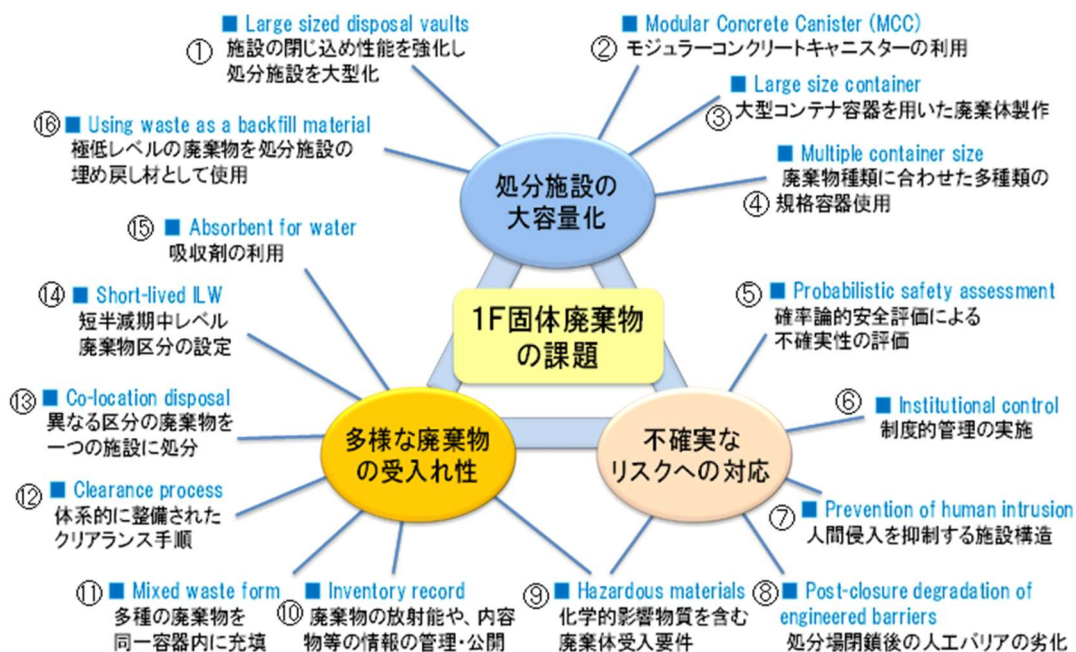 ① ■ Large sized disposal vaults
施設の閉じ込め性能を強化し
処分施設を大型化
② ■ Modular Concrete Canister (MCC)
モジュラーコンクリートキャニスターの利用
③ ■ Large size container
大型コンテナ容器を用いた廃棄体製作
④ ■ Multiple container size
廃棄物種類に合わせた多種類の
規格容器使用
⑤ ■ Probabilistic safety assessment
確率論的安全評価による
不確実性の評価
⑥ ■ Institutional control
制度的管理の実施
⑦ ■ Prevention of human intrusion
人間侵入を抑制する施設構造
⑧ ■ Post-closure degradation of
engineered barriers
処分場閉鎖後の人工バリアの劣化
⑨ ■ Hazardous materials
化学的影響物質を含む
廃棄体受入要件
⑩ ■ Inventory record
廃棄物の放射能や、内容
物等の情報の管理・公開
⑪ ■ Mixed waste form
多種の廃棄物を
同一容器内に充填
⑫ ■ Clearance process
体系的に整備された
クリアランス手順
⑬ ■ Co-location disposal
異なる区分の廃棄物を
一つの施設に処分
⑭ ■ Short-lived ILW
短半減期中レベル
廃棄物区分の設定
⑮ ■ Absorbent for water
吸収剤の利用
⑯ ■ Using waste as a backfill material
極低レベルの廃棄物を処分施設の
埋め戻し材として使用
処分施設の
大容量化
1F固体廃棄物
の課題
多様な廃棄物
の受入れ性
不確実な
リスクへの対応